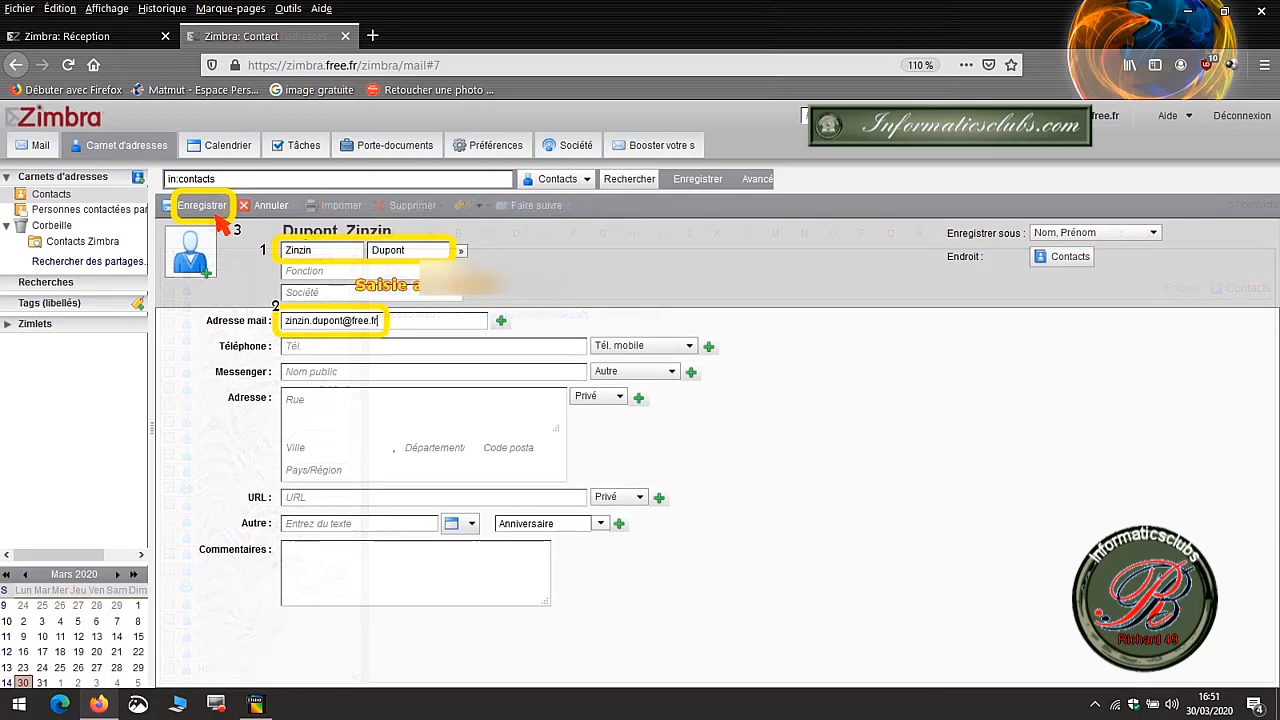 Fichier Édition Affichage Historique Marque-pages Outils Aide
Zimbra: Réception Zimbra: Contact
https://zimbra.free.fr/zimbra/mail#7 110 %
Débuter avec Firefox Matmut - Espace Pers… image gratuite Retoucher une photo …
10
Zimbra
Informaticsclubs.com
free.fr Aide Déconnexion
Mail Carnet d'adresses Calendrier Tâches Porte-documents Préférences Société Booster votre s
Carnets d'adresses
Contacts
Personnes contactées par
Corbeille
Contacts Zimbra
Rechercher des partages.
Recherches
Tags (libellés)
Zimlets
in:contacts Contacts Rechercher Enregistrer Avancé
Enregistrer Annuler Imprimer Supprimer Faire suivre 57 contacts
3
Dupont, Zinzin
1 Zinzin Dupont »
Enregistrer sous : Nom, Prénom
Endroit : Contacts
Fonction
Saisie a
Société
Contacts
2
Adresse mail : zinzin.dupont@free.fr
Téléphone : Tél. Tél. mobile
Messenger : Nom public Autre
Adresse : Rue Privé
Ville Département/ Code posta
Pays/Région
URL : URL Privé
Autre : Entrez du texte Anniversaire
Commentaires :
Mars 2020
S Lun Mar Mer Jeu Ven Sam Dim
9 24 25 26 27 28 29 1
10 2 3 4 5 6 7 8
11 9 10 11 12 13 14 15
12 16 17 18 19 20 21 22
13 23 24 25 26 27 28 29
14 30 31 1 2 3 4 5
Informaticsclubs
Richard 49
STUDIO
16:51
30/03/2020
4